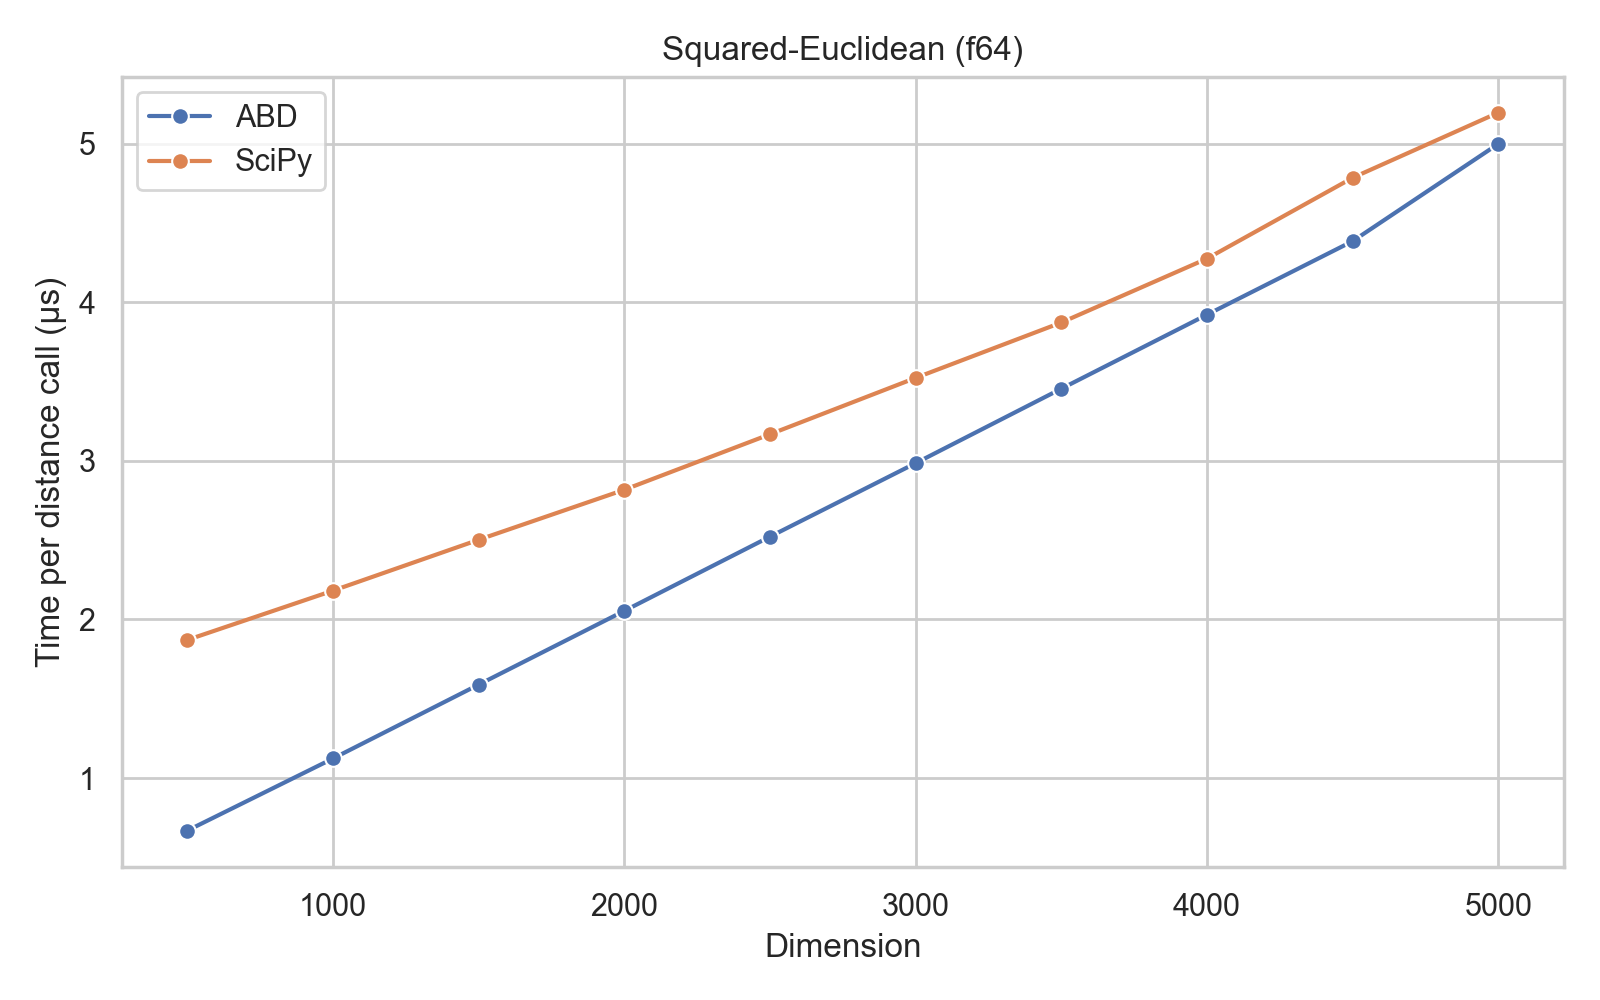 Squared-Euclidean (f64)
ABD
SciPy
Time per distance call (μs)
5
4
3
2
1
1000 2000 3000 4000 5000
Dimension